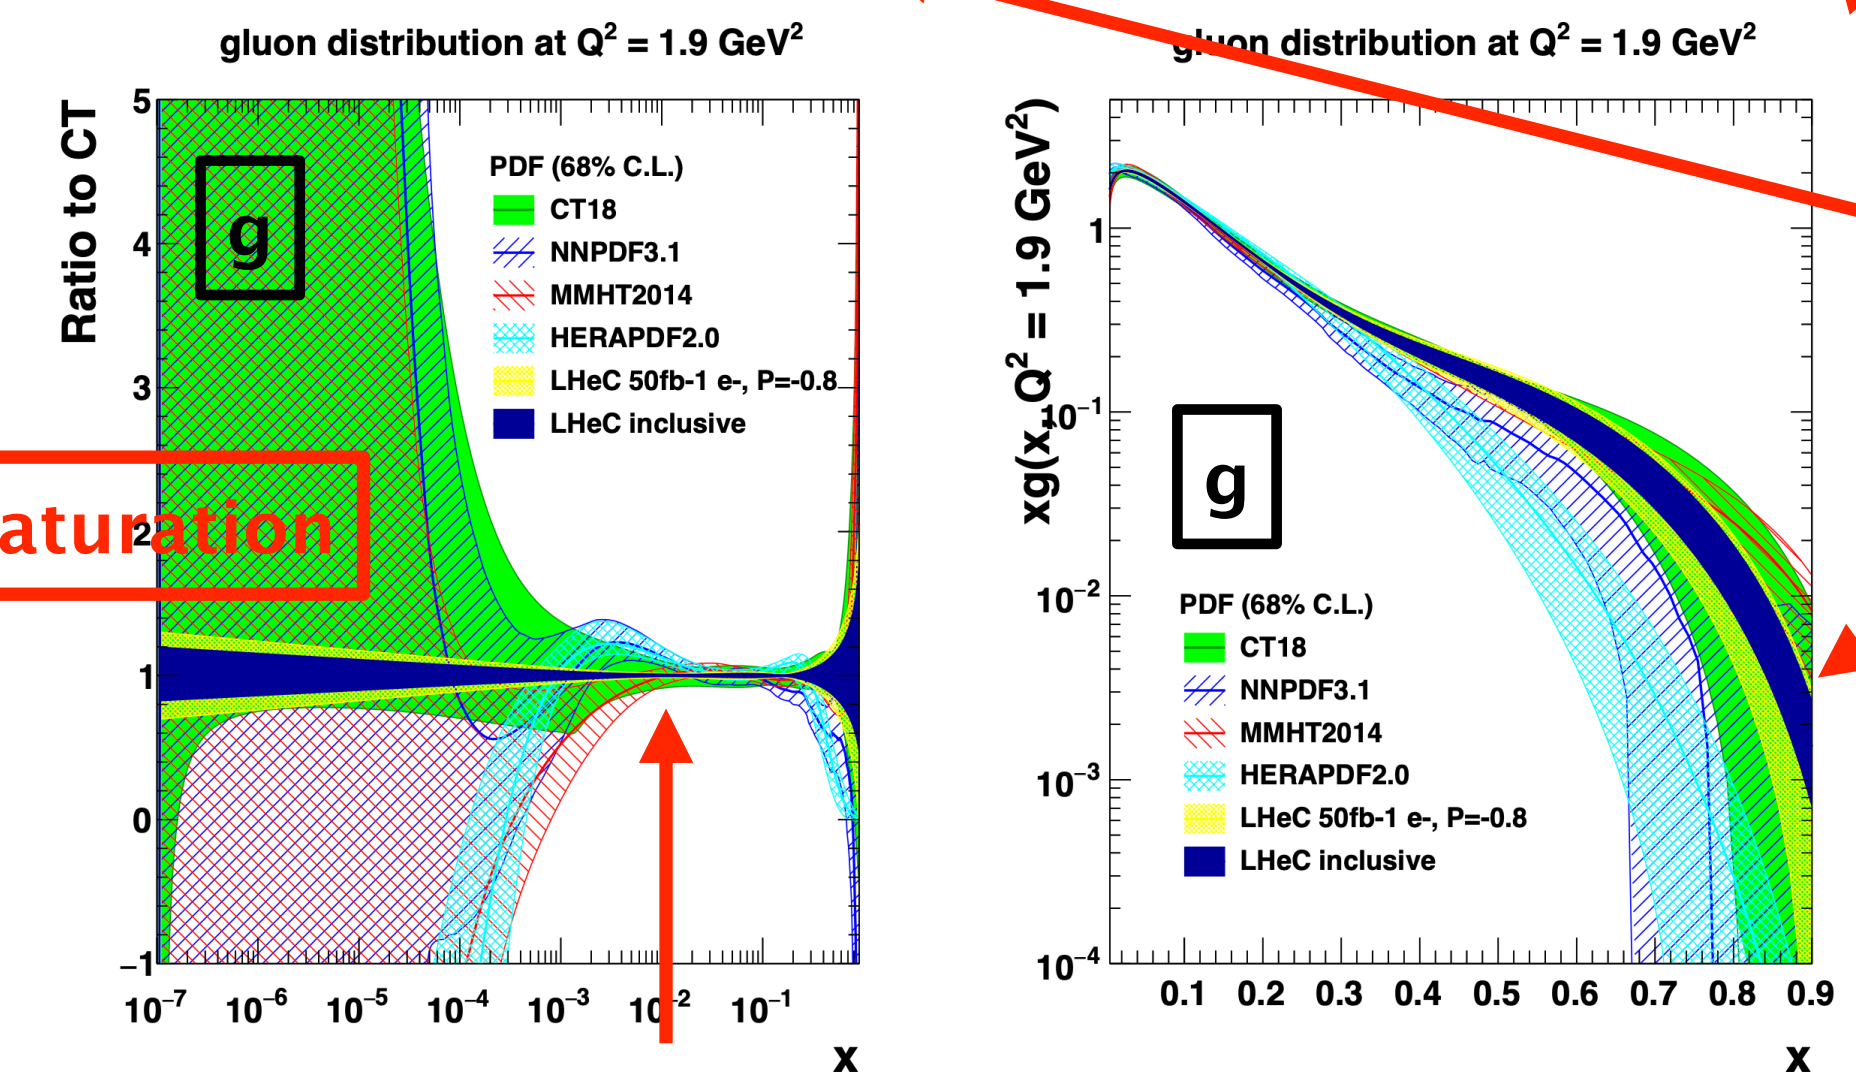 gluon distribution at Q² = 1.9 GeV²
Ratio to CT
5
4
3
2
1
0
−1
g
PDF (68% C.L.)
CT18
NNPDF3.1
MMHT2014
HERAPDF2.0
LHeC 50fb-1 e-, P=-0.8
LHeC inclusive
aturation
10⁻⁷ 10⁻⁶ 10⁻⁵ 10⁻⁴ 10⁻³ 10⁻² 10⁻¹
x
gluon distribution at Q² = 1.9 GeV²
xg(x, Q² = 1.9 GeV²)
1
10⁻¹
10⁻²
10⁻³
10⁻⁴
g
PDF (68% C.L.)
CT18
NNPDF3.1
MMHT2014
HERAPDF2.0
LHeC 50fb-1 e-, P=-0.8
LHeC inclusive
0.1 0.2 0.3 0.4 0.5 0.6 0.7 0.8 0.9
x